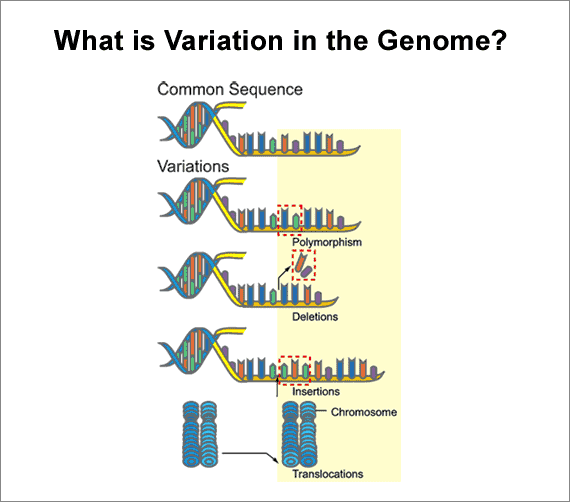 What is Variation in the Genome?
Common Sequence
Variations
Polymorphism
Deletions
Insertions
Chromosome
Translocations